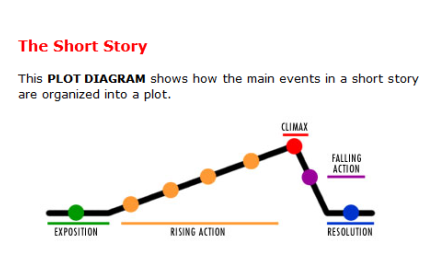 The Short Story
This PLOT DIAGRAM shows how the main events in a short story
are organized into a plot.
CLIMAX
FALLING
ACTION
EXPOSITION
RISING ACTION
RESOLUTION